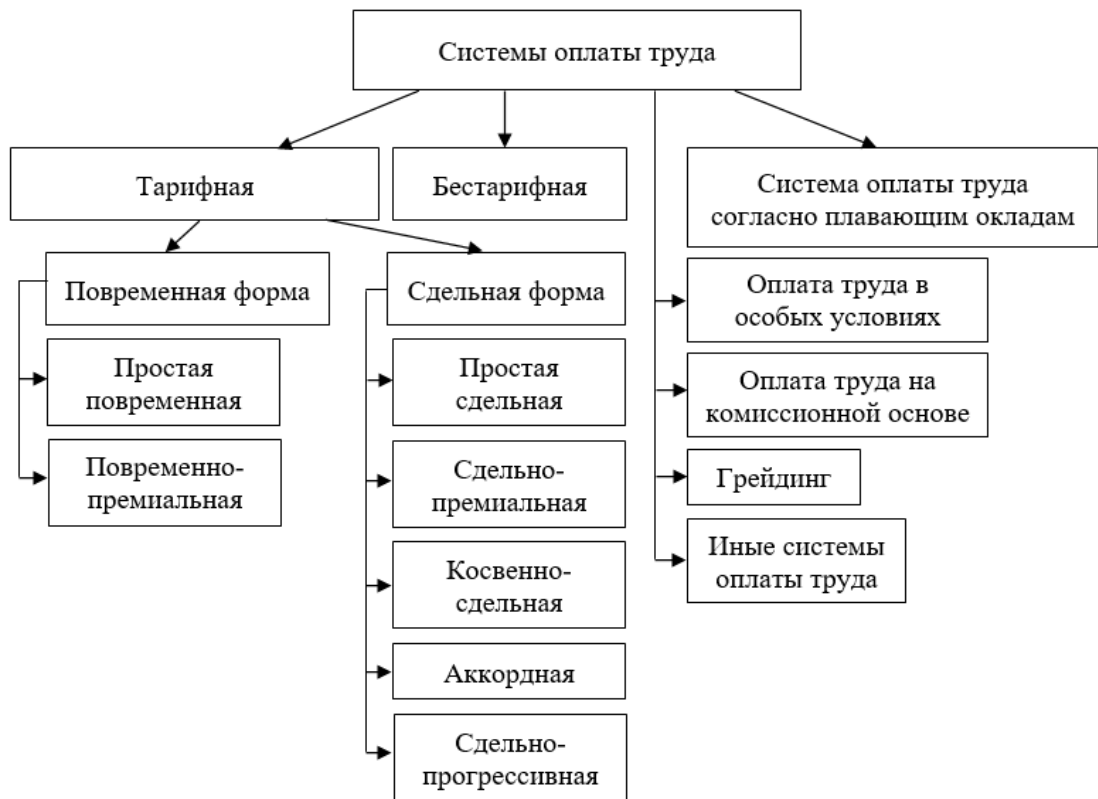 Системы оплаты труда
Тарифная
Бестарифная
Система оплаты труда
согласно плавающим окладам
Повременная форма
Сдельная форма
Оплата труда в
особых условиях
Простая
повременная
Простая
сдельная
Оплата труда на
комиссионной основе
Повременно-
премиальная
Сдельно-
премиальная
Грейдинг
Иные системы
оплаты труда
Косвенно-
сдельная
Аккордная
Сдельно-
прогрессивная